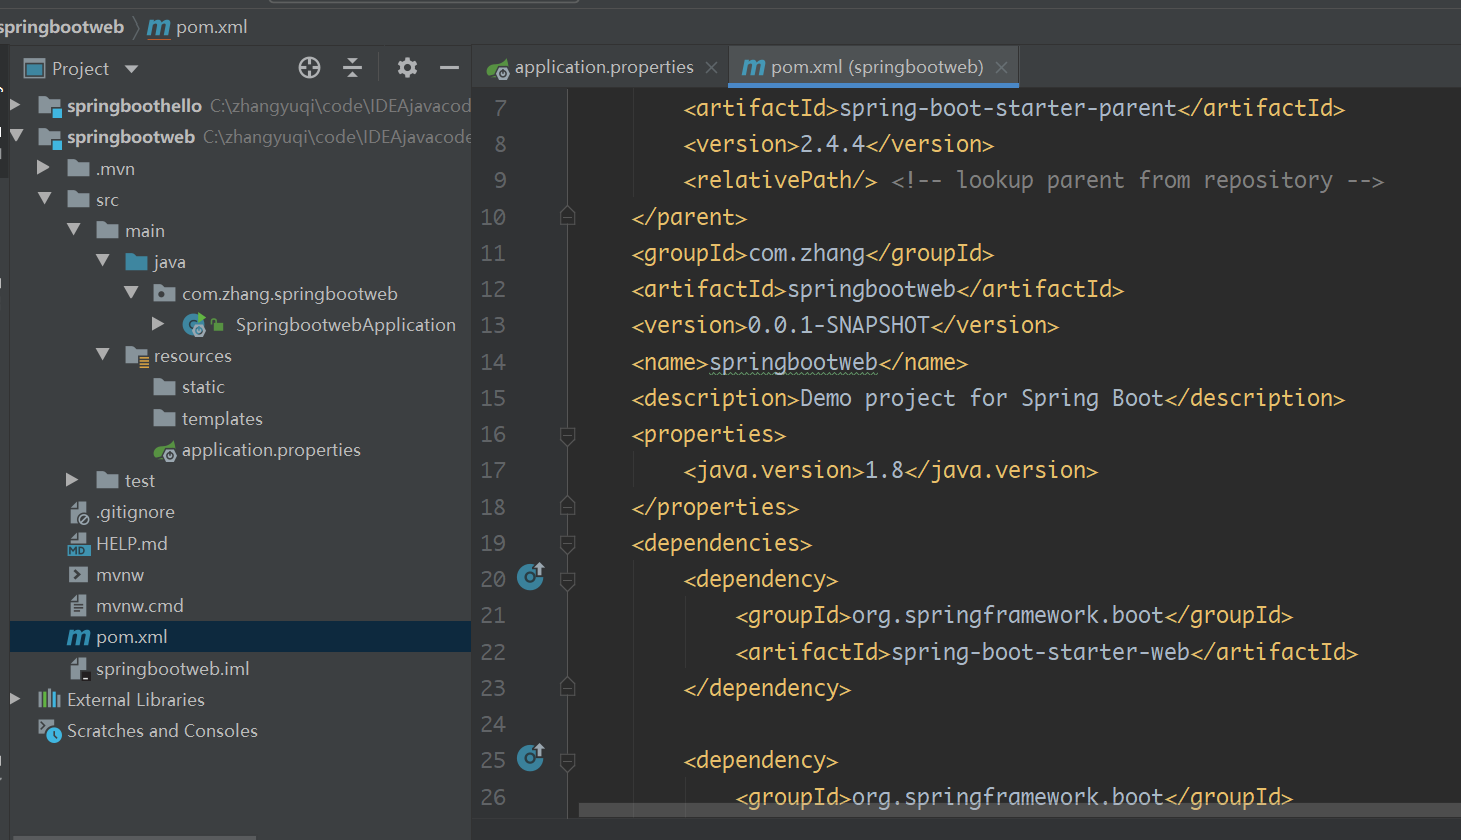 springbootweb pom.xml
Project
application.properties
pom.xml (springbootweb)
springboothello C:\zhangyuqi\code\IDEAjavacod
springbootweb C:\zhangyuqi\code\IDEAjavacode
.mvn
src
main
java
com.zhang.springbootweb
SpringbootwebApplication
resources
static
templates
application.properties
test
.gitignore
HELP.md
mvnw
mvnw.cmd
pom.xml
springbootweb.iml
External Libraries
Scratches and Consoles
7 <artifactId>spring-boot-starter-parent</artifactId>
8 <version>2.4.4</version>
9 <relativePath/> <!-- lookup parent from repository -->
10 </parent>
11 <groupId>com.zhang</groupId>
12 <artifactId>springbootweb</artifactId>
13 <version>0.0.1-SNAPSHOT</version>
14 <name>springbootweb</name>
15 <description>Demo project for Spring Boot</description>
16 <properties>
17 <java.version>1.8</java.version>
18 </properties>
19 <dependencies>
20 <dependency>
21 <groupId>org.springframework.boot</groupId>
22 <artifactId>spring-boot-starter-web</artifactId>
23 </dependency>
24
25 <dependency>
26 <groupId>org.springframework.boot</groupId>